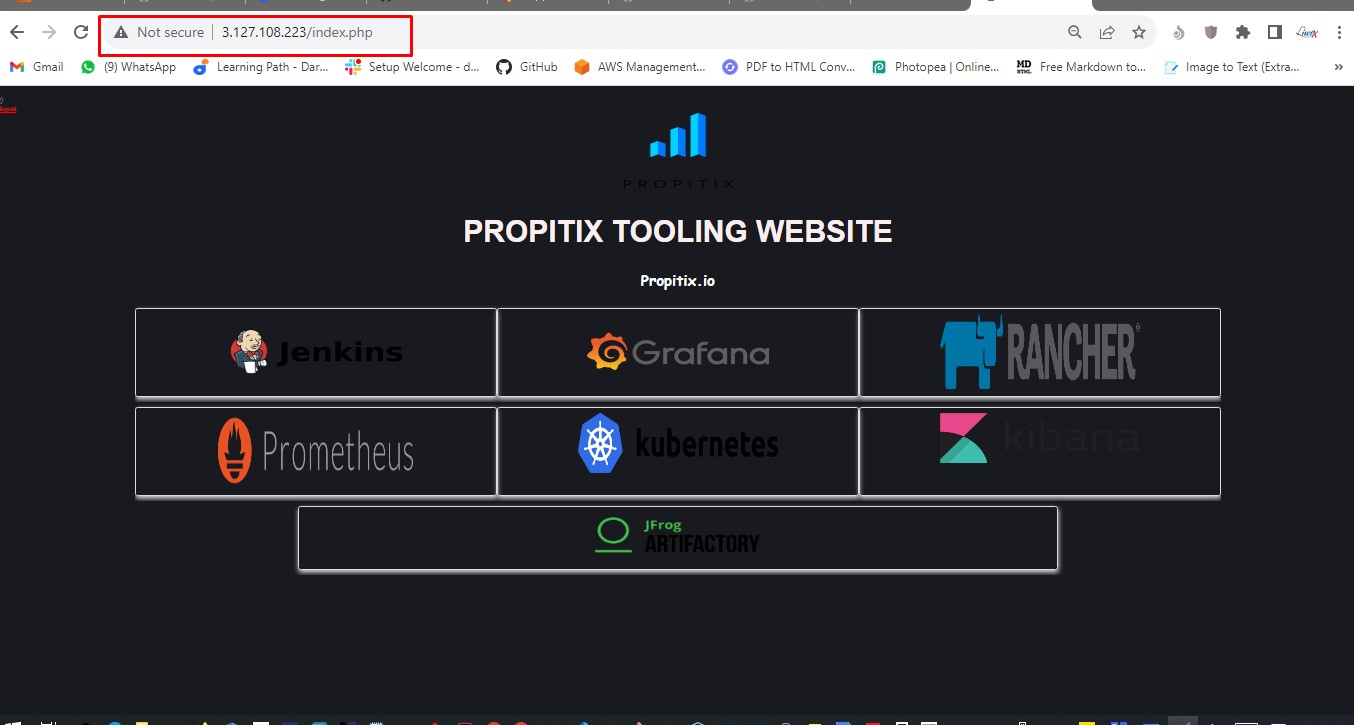 Not secure | 3.127.108.223/index.php
Gmail (9) WhatsApp Learning Path - Dar... Setup Welcome - d... GitHub AWS Management... PDF to HTML Conv... Photopea | Online... MD HTML Free Markdown to... Image to Text (Extra... »
PROPITIX
PROPITIX TOOLING WEBSITE
Propitix.io
Jenkins Grafana RANCHER®
Prometheus kubernetes kibana
JFrog
ARTIFACTORY